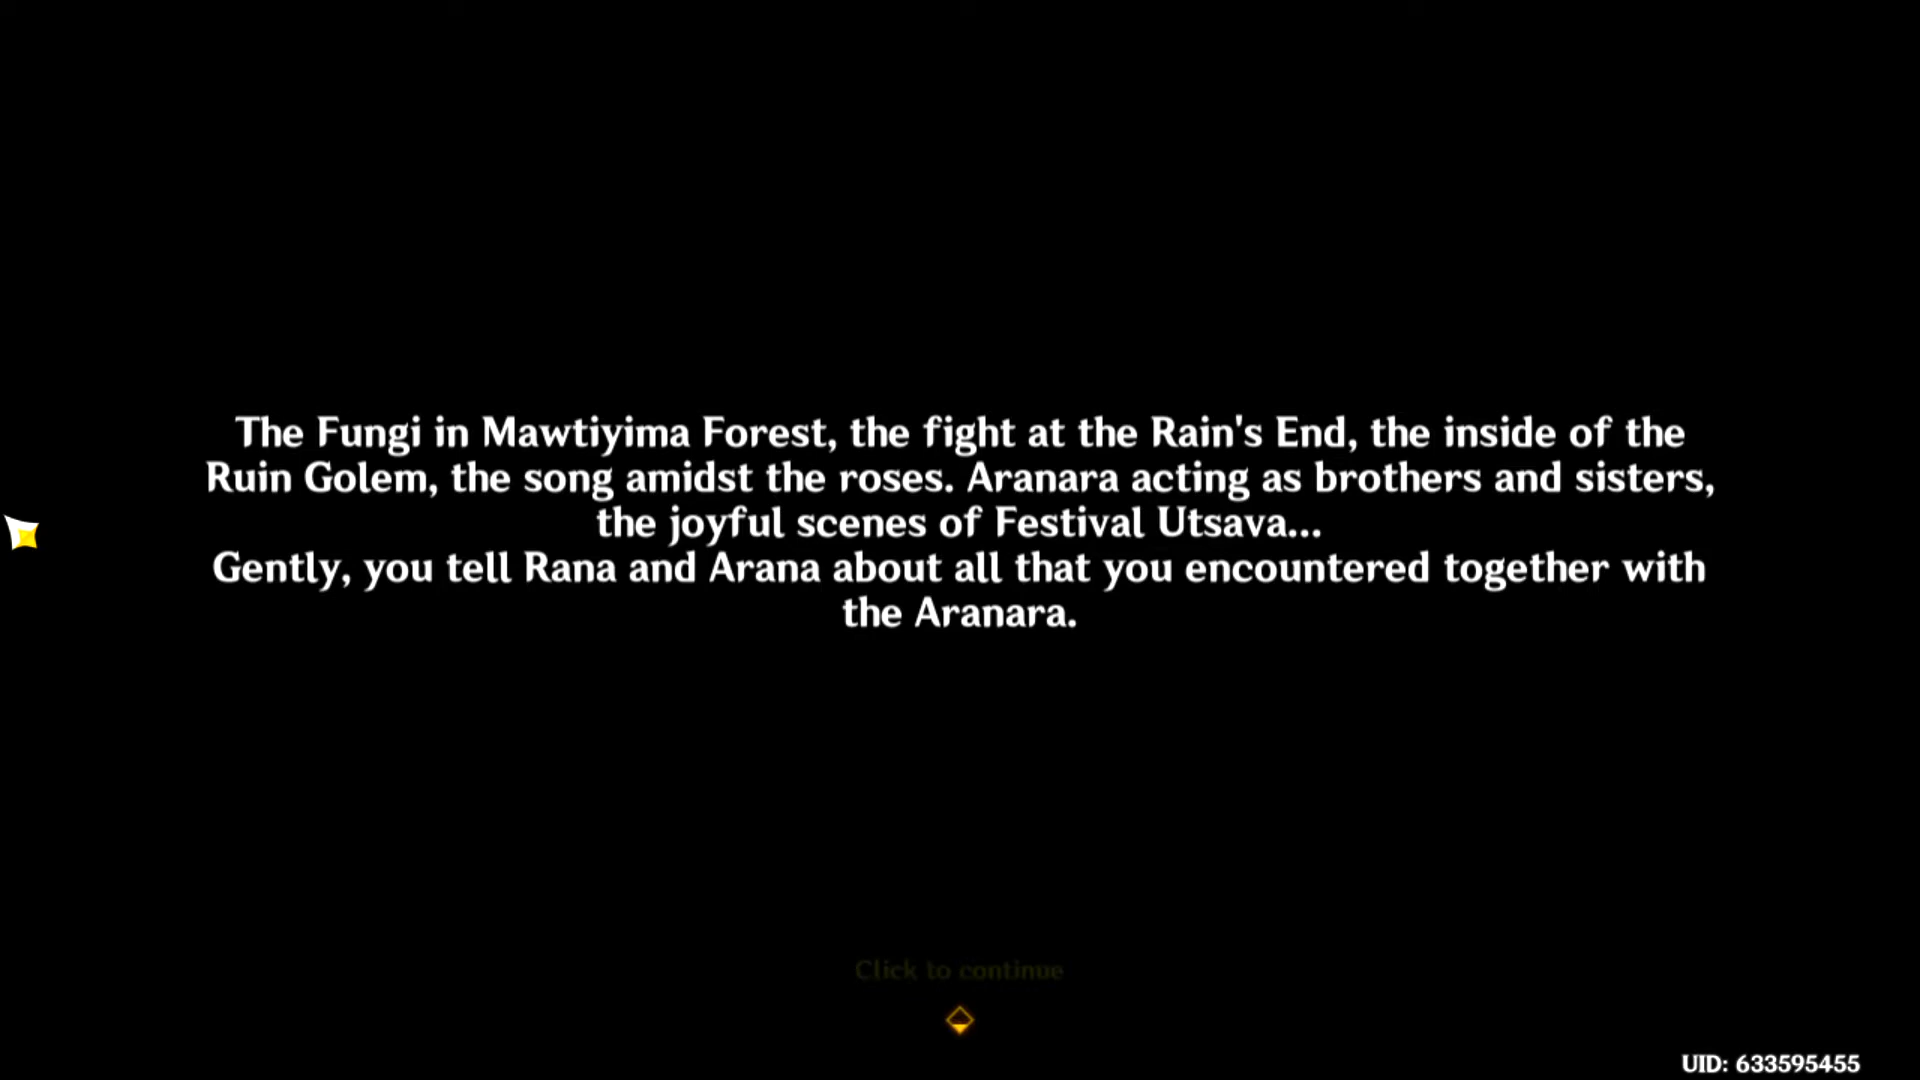 The Fungi in Mawtiyima Forest, the fight at the Rain's End, the inside of the
Ruin Golem, the song amidst the roses. Aranara acting as brothers and sisters,
the joyful scenes of Festival Utsava...
Gently, you tell Rana and Arana about all that you encountered together with
the Aranara.
Click to continue
UID: 633595455